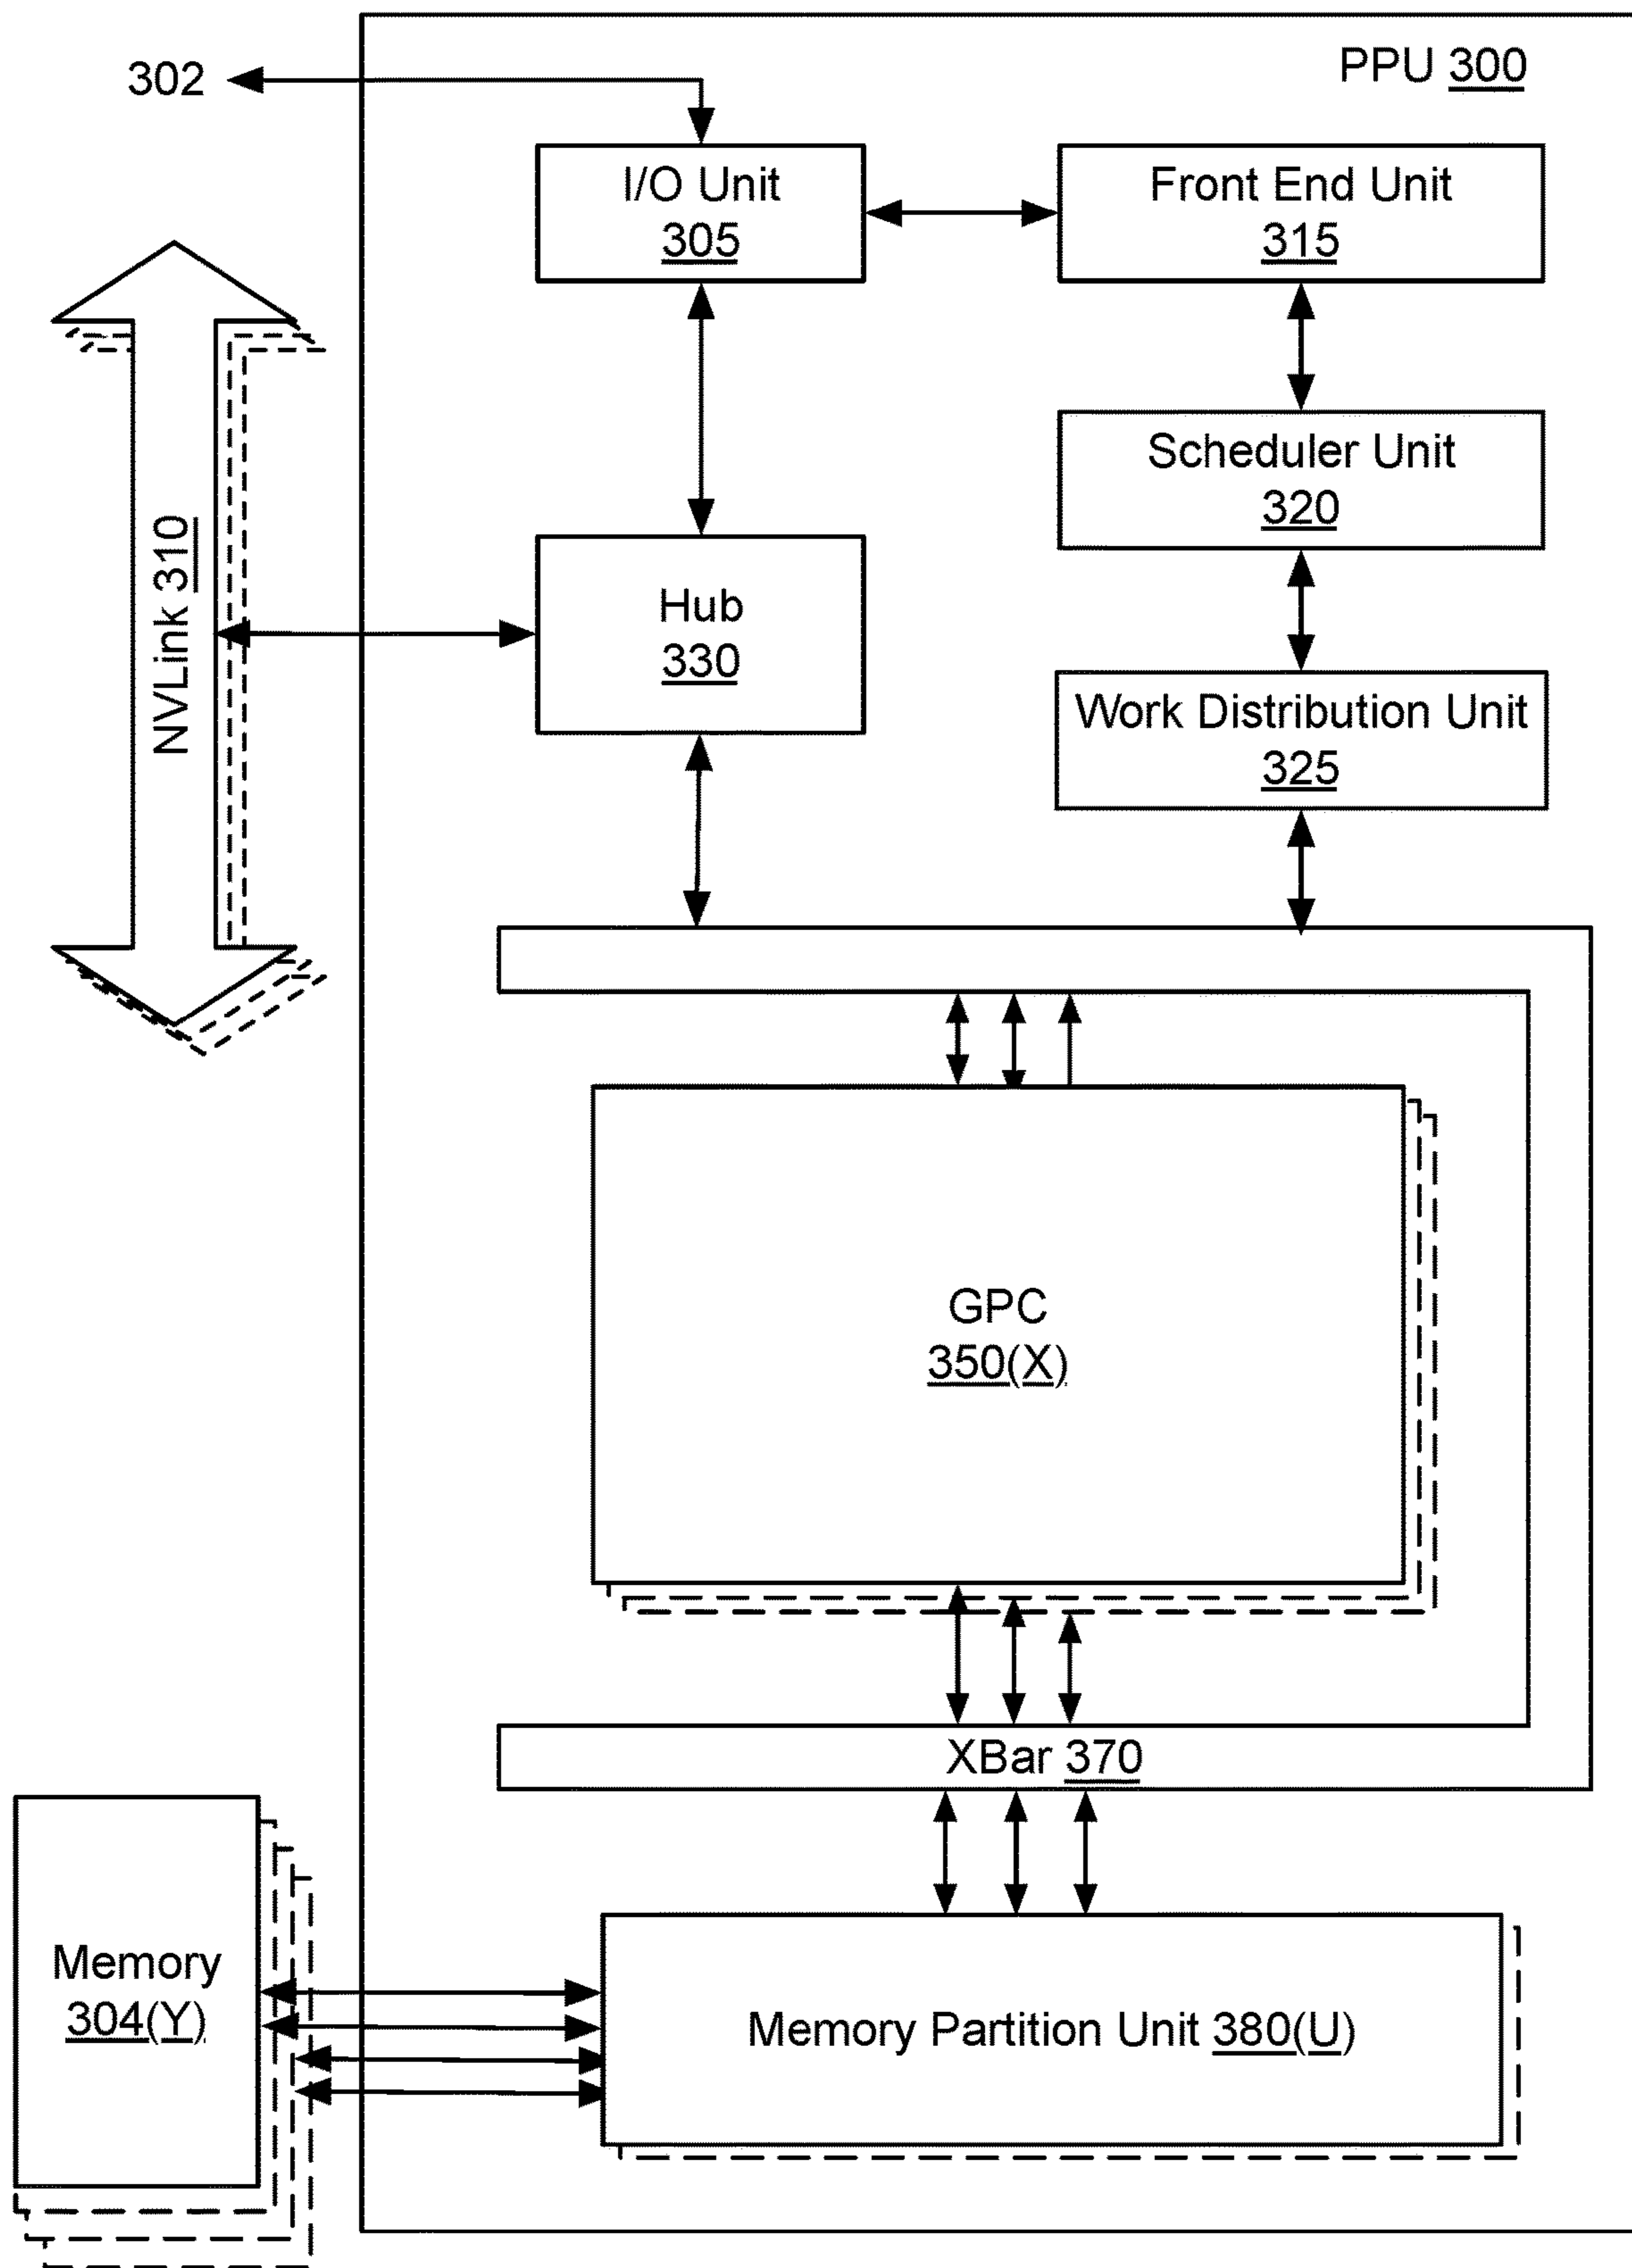 PPU 300
302
I/O Unit
305
Front End Unit
315
Scheduler Unit
320
NVLink 310
Hub
330
Work Distribution Unit
325
GPC
350(X)
XBar 370
Memory
304(Y)
Memory Partition Unit 380(U)